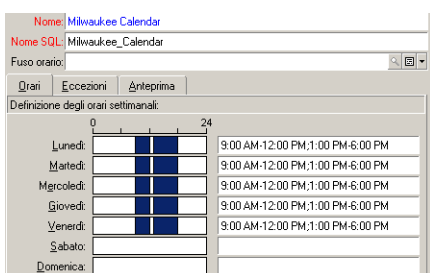 Nome: Milwaukee Calendar
Nome SQL: Milwaukee_Calendar
Fuso orario:
Orari Eccezioni Anteprima
Definizione degli orari settimanali:
0 24
Lunedì: 9:00 AM-12:00 PM;1:00 PM-6:00 PM
Martedì: 9:00 AM-12:00 PM;1:00 PM-6:00 PM
Mercoledì: 9:00 AM-12:00 PM;1:00 PM-6:00 PM
Giovedì: 9:00 AM-12:00 PM;1:00 PM-6:00 PM
Venerdì: 9:00 AM-12:00 PM;1:00 PM-6:00 PM
Sabato:
Domenica: